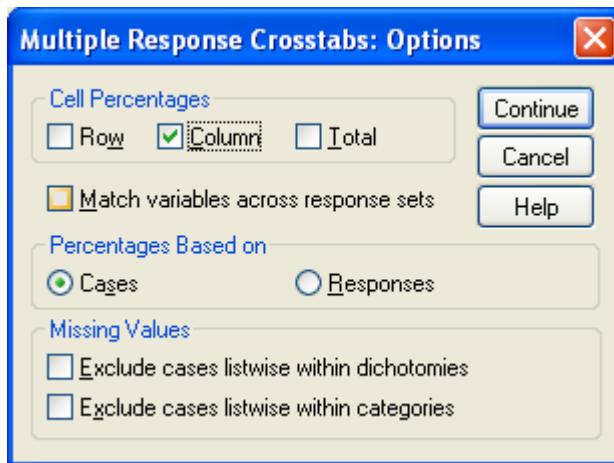 Multiple Response Crosstabs: Options
Cell Percentages
Row Column Total
Continue
Cancel
Help
Match variables across response sets
Percentages Based on
Cases Responses
Missing Values
Exclude cases listwise within dichotomies
Exclude cases listwise within categories